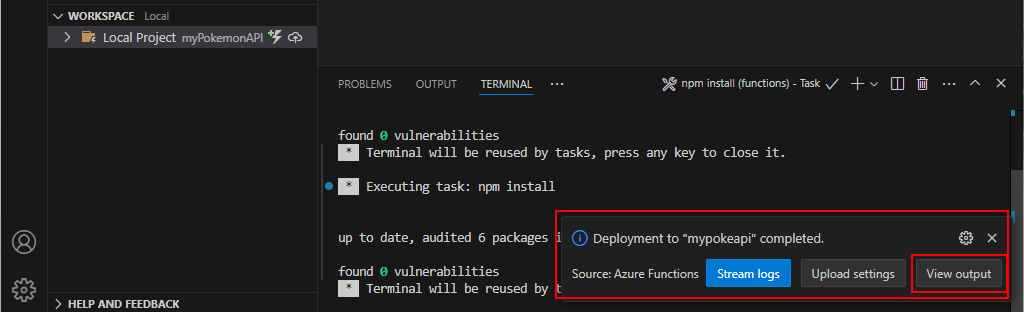 WORKSPACE Local
Local Project myPokemonAPI
PROBLEMS OUTPUT TERMINAL ··· npm install (functions) - Task
found 0 vulnerabilities
* Terminal will be reused by tasks, press any key to close it.
* Executing task: npm install
up to date, audited 6 packages
found 0 vulnerabilities
* Terminal will be reused by
Deployment to "mypokeapi" completed.
Source: Azure Functions Stream logs Upload settings View output
HELP AND FEEDBACK